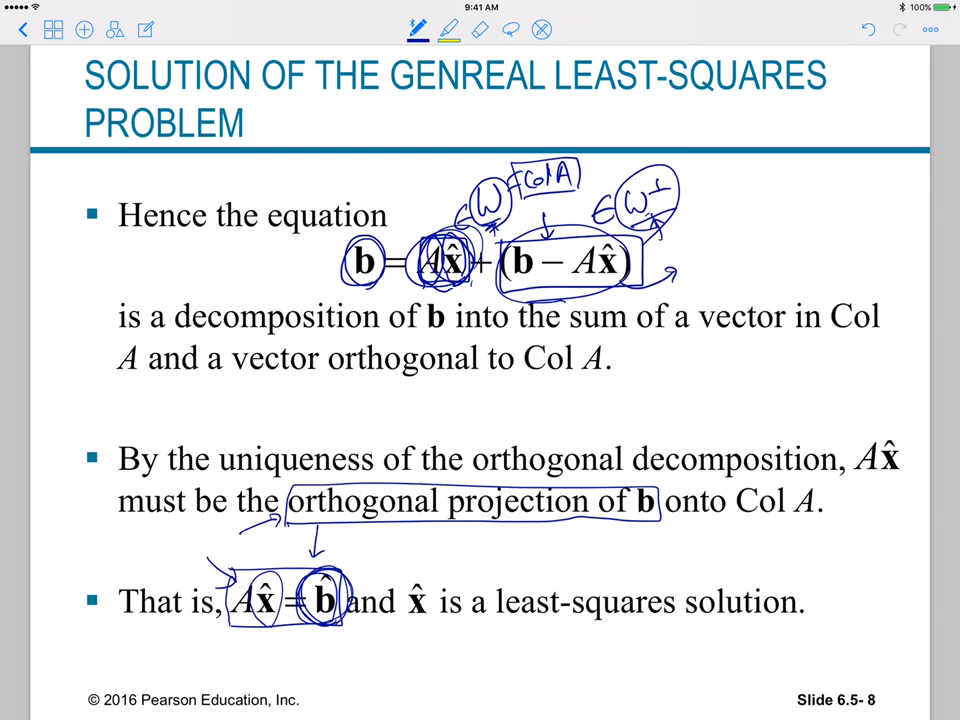 9:41 AM
100%
SOLUTION OF THE GENREAL LEAST-SQUARES
PROBLEM
= Col A
∈ W
∈ W⊥
Hence the equation
b = Ax̂ + (b − Ax̂)
is a decomposition of b into the sum of a vector in Col
A and a vector orthogonal to Col A.
By the uniqueness of the orthogonal decomposition, Ax̂
must be the orthogonal projection of b onto Col A.
That is, Ax̂ = b̂ and x̂ is a least-squares solution.
© 2016 Pearson Education, Inc.
Slide 6.5- 8